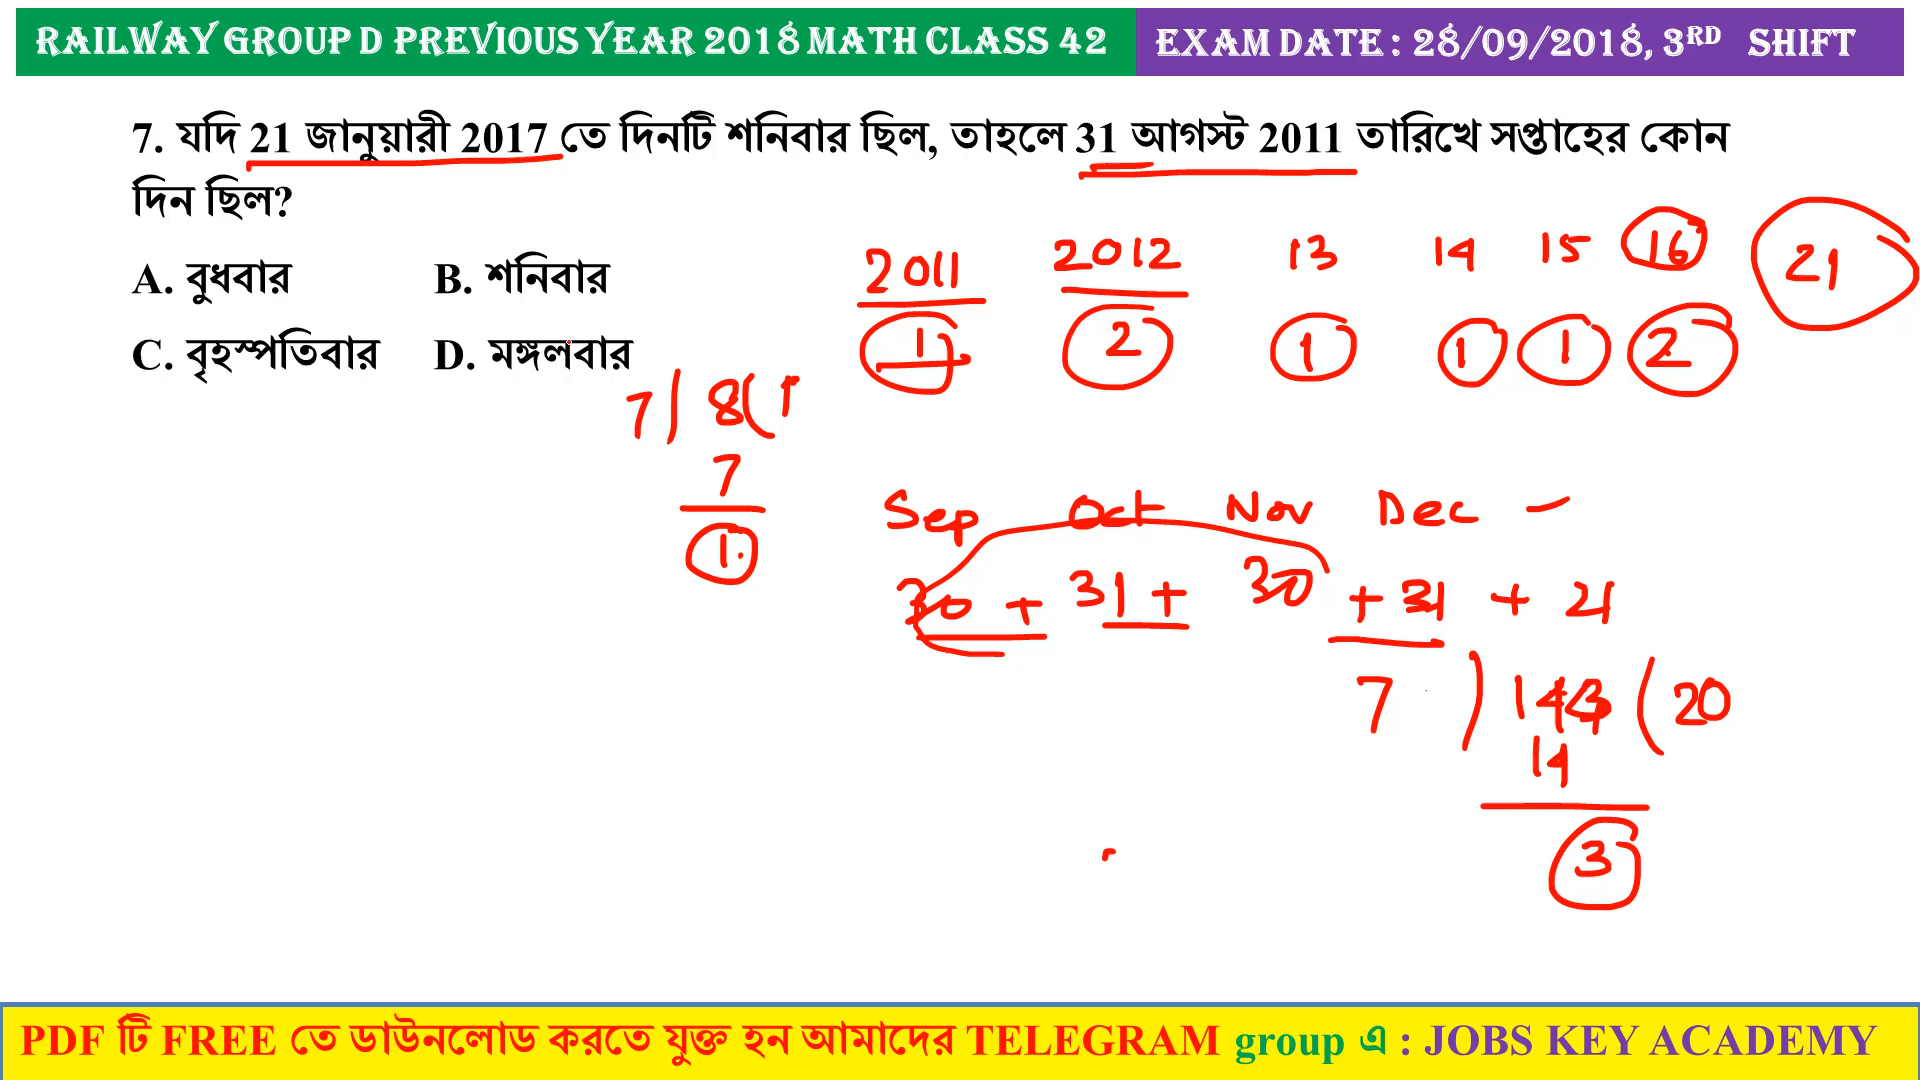 RAILWAY GROUP D PREVIOUS YEAR 2018 MATH CLASS 42 EXAM DATE : 28/09/2018, 3RD SHIFT
7. যদি 21 জানুয়ারী 2017 তে দিনটি শনিবার ছিল, তাহলে 31 আগস্ট 2011 তারিখে সপ্তাহের কোন
দিন ছিল?
A. বুধবার B. শনিবার
C. বৃহস্পতিবার D. মঙ্গলবার
2011 2012 13 14 15 16 21
1 2 1 1 1 2
7) 8(1
7
1
Sep Oct Nov Dec -
30 + 31 + 30 + 31 + 21
7 ) 143 ( 20
14
3
PDF টি FREE তে ডাউনলোড করতে যুক্ত হন আমাদের TELEGRAM group এ : JOBS KEY ACADEMY